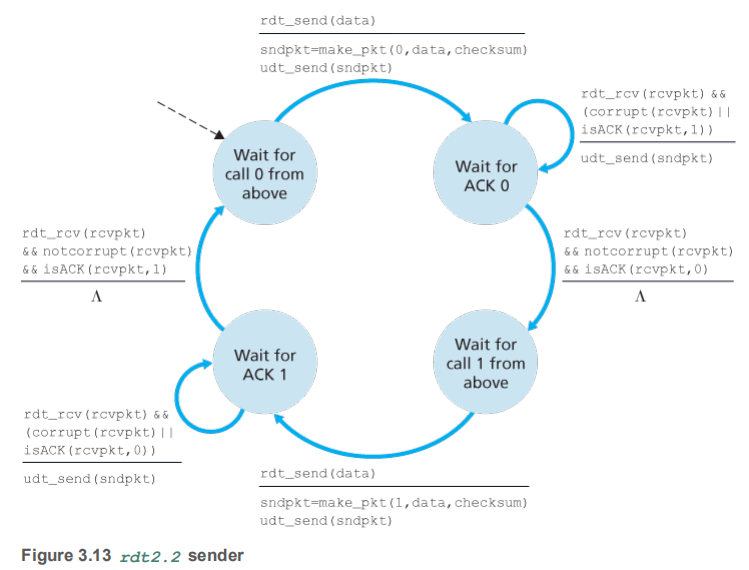 rdt_send(data)
sndpkt=make_pkt(0,data,checksum)
udt_send(sndpkt)
rdt_rcv(rcvpkt) &&
(corrupt(rcvpkt)||
isACK(rcvpkt,1))
udt_send(sndpkt)
Wait for
call 0 from
above
Wait for
ACK 0
rdt_rcv(rcvpkt)
&& notcorrupt(rcvpkt)
&& isACK(rcvpkt,1)
Λ
rdt_rcv(rcvpkt)
&& notcorrupt(rcvpkt)
&& isACK(rcvpkt,0)
Λ
Wait for
ACK 1
Wait for
call 1 from
above
rdt_rcv(rcvpkt) &&
(corrupt(rcvpkt)||
isACK(rcvpkt,0))
udt_send(sndpkt)
rdt_send(data)
sndpkt=make_pkt(1,data,checksum)
udt_send(sndpkt)
Figure 3.13 rdt2.2 sender